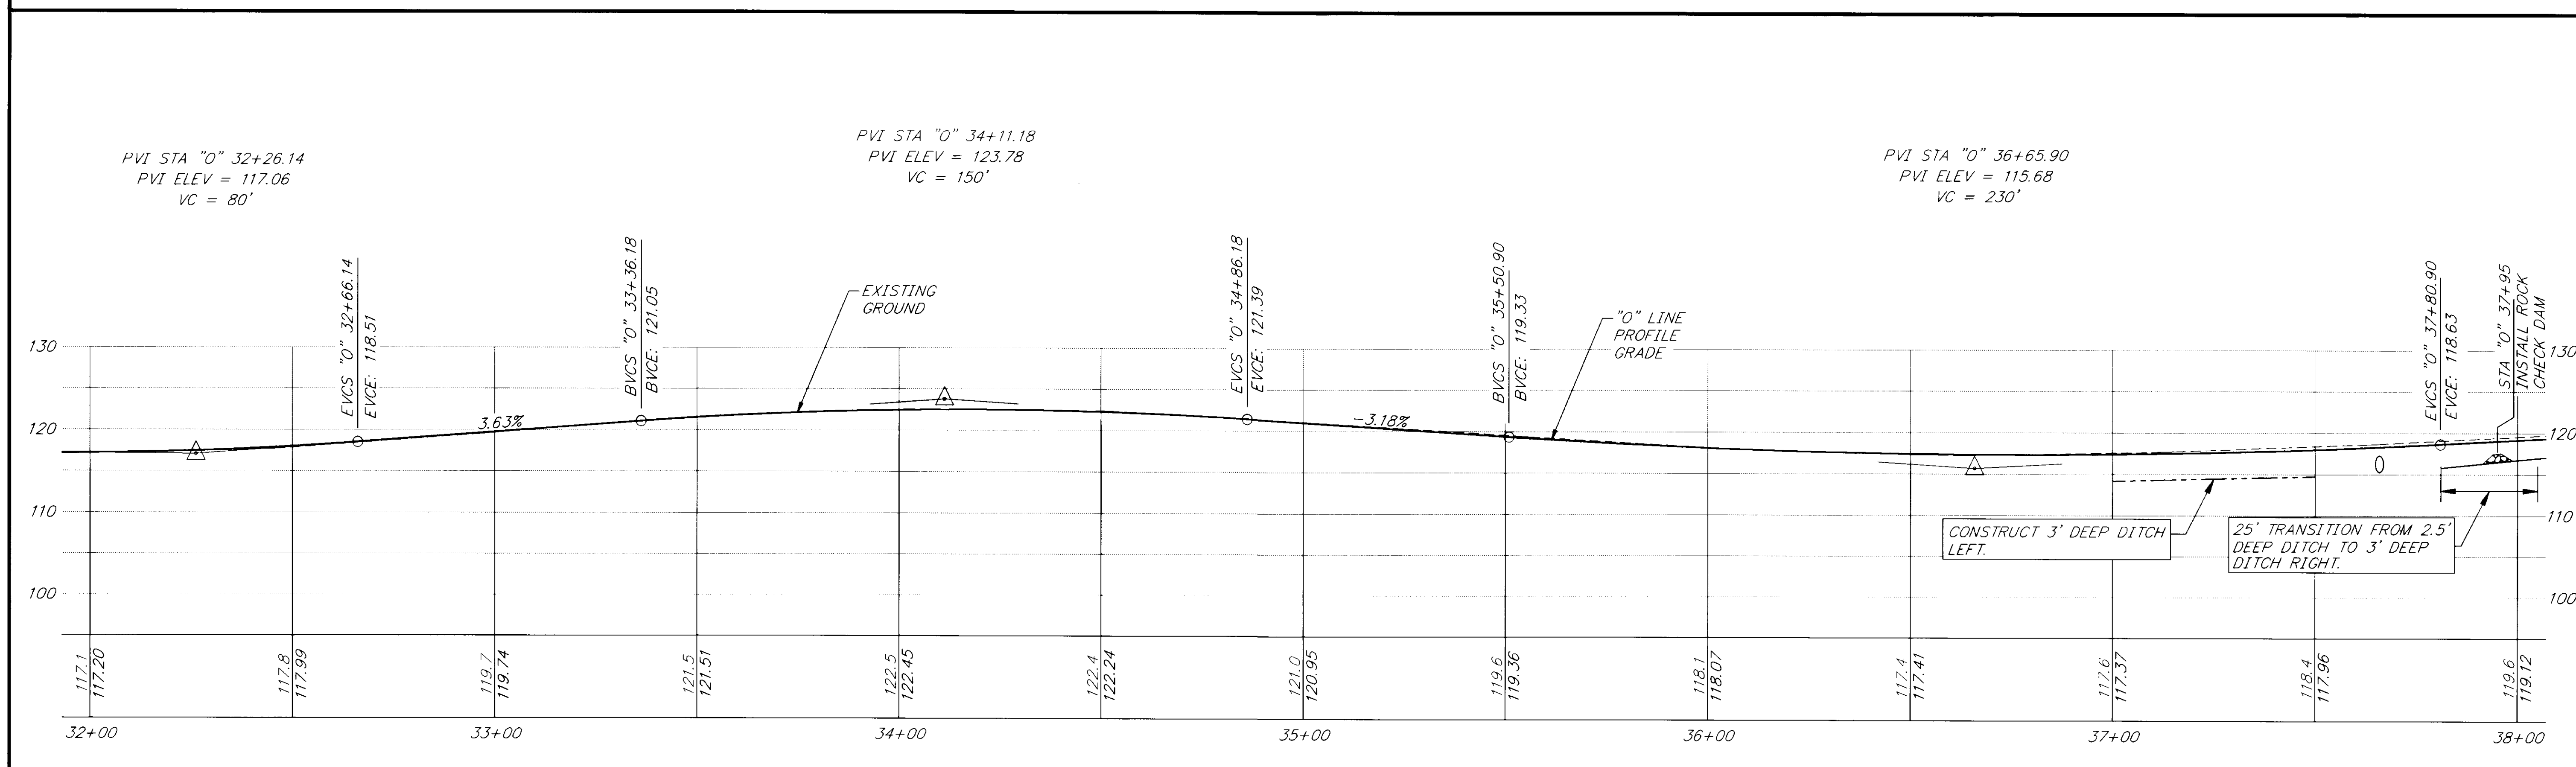 PVI STA "O" 32+26.14
PVI ELEV = 117.06
VC = 80'
PVI STA "O" 34+11.18
PVI ELEV = 123.78
VC = 150'
PVI STA "O" 36+65.90
PVI ELEV = 115.68
VC = 230'
EVCS "O" 32+66.14
EVCE: 118.51
BVCS "O" 33+36.18
BVCE: 121.05
EXISTING
GROUND
EVCS "O" 34+86.18
EVCE: 121.39
BVCS "O" 35+50.90
BVCE: 119.33
"O" LINE
PROFILE
GRADE
EVCS "O" 37+80.90
EVCE: 118.63
STA "O" 37+95
INSTALL ROCK
CHECK DAM
130
130
120
3.63%
-3.18%
120
110
110
CONSTRUCT 3' DEEP DITCH
LEFT.
25' TRANSITION FROM 2.5'
DEEP DITCH TO 3' DEEP
DITCH RIGHT.
100
100
117.1
117.20
117.8
117.99
119.7
119.74
121.5
121.51
122.5
122.45
122.4
122.24
121.0
120.95
119.6
119.36
118.1
118.07
117.4
117.41
117.6
117.37
118.4
117.96
119.6
119.12
32+00
33+00
34+00
35+00
36+00
37+00
38+00